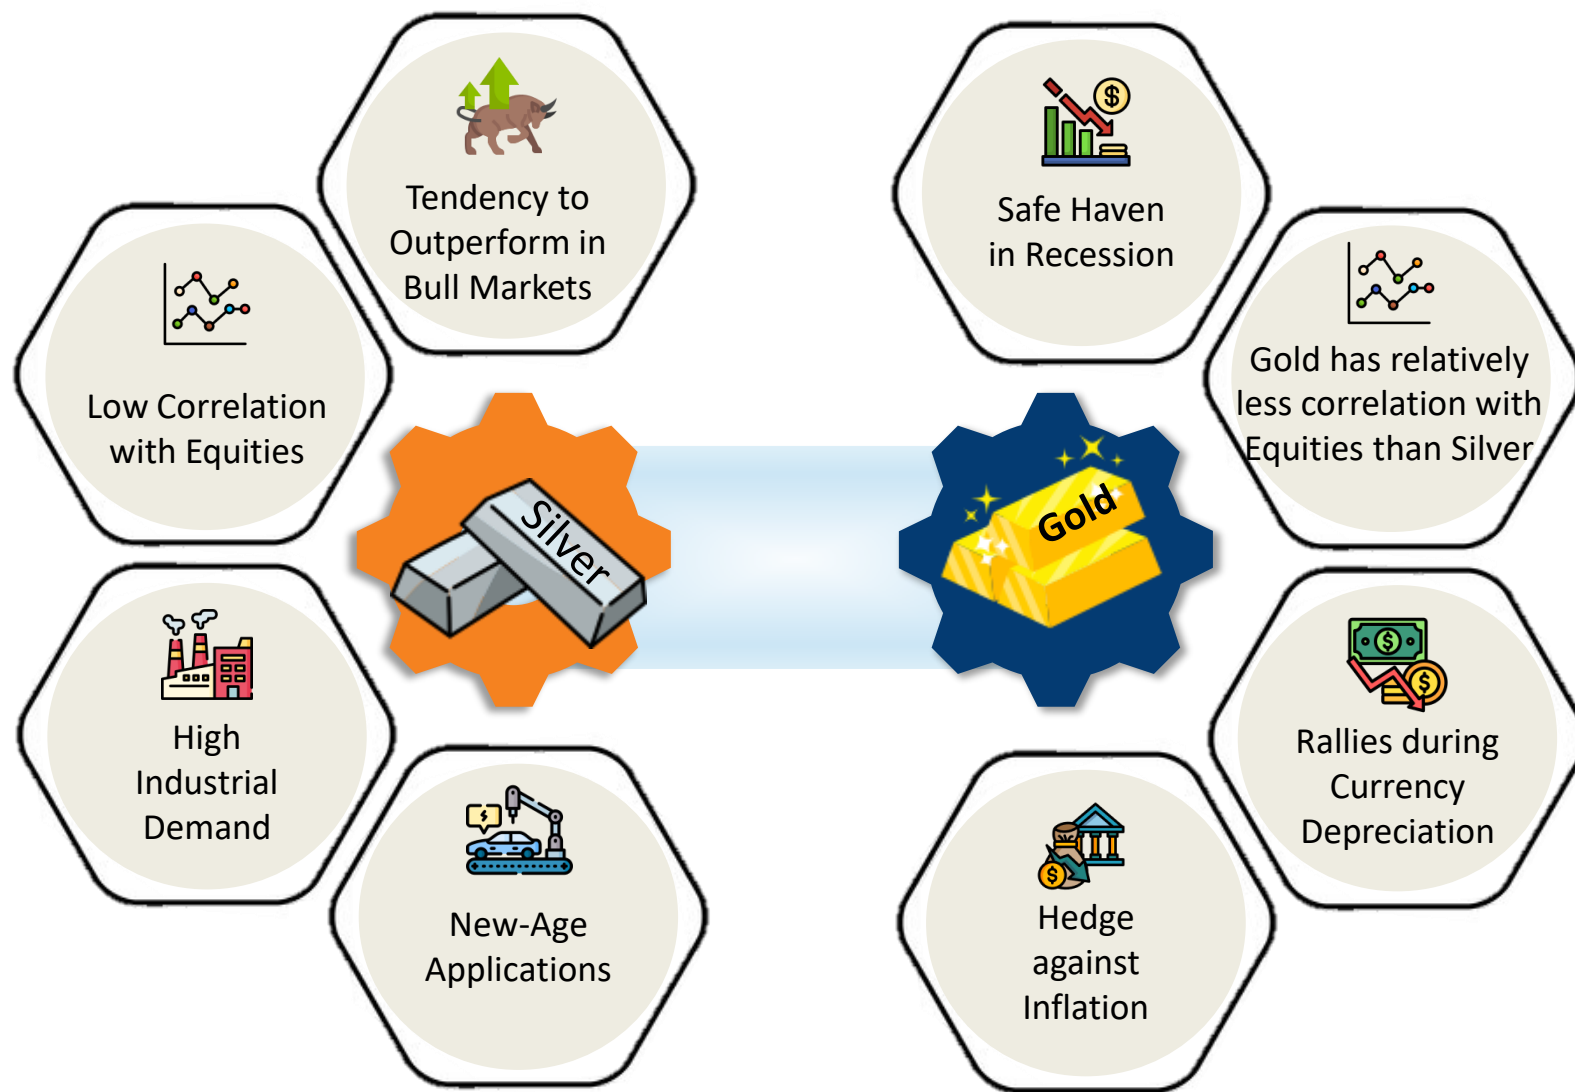 Tendency to
Outperform in
Bull Markets
Low Correlation
with Equities
High
Industrial
Demand
New-Age
Applications
Silver
Gold
$
Safe Haven
in Recession
Gold has relatively
less correlation with
Equities than Silver
$
$
Rallies during
Currency
Depreciation
$
Hedge
against
Inflation